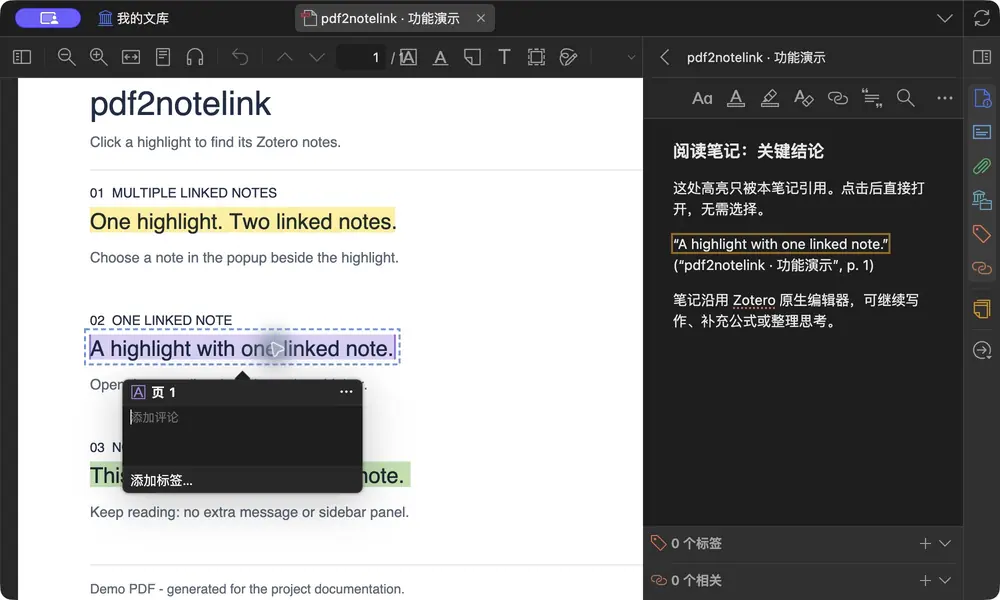 我的文库
pdf2notelink · 功能演示
1 /
pdf2notelink · 功能演示
pdf2notelink
Click a highlight to find its Zotero notes.
01 MULTIPLE LINKED NOTES
One highlight. Two linked notes.
Choose a note in the popup beside the highlight.
02 ONE LINKED NOTE
A highlight with one linked note.
页 1
添加评论
添加标签...
03
note.
Keep reading: no extra message or sidebar panel.
Demo PDF - generated for the project documentation.
Aa
阅读笔记：关键结论
这处高亮只被本笔记引用。点击后直接打
开，无需选择。
“A highlight with one linked note.”
(“pdf2notelink · 功能演示”, p. 1)
笔记沿用 Zotero 原生编辑器，可继续写
作、补充公式或整理思考。
0 个标签
0 个相关